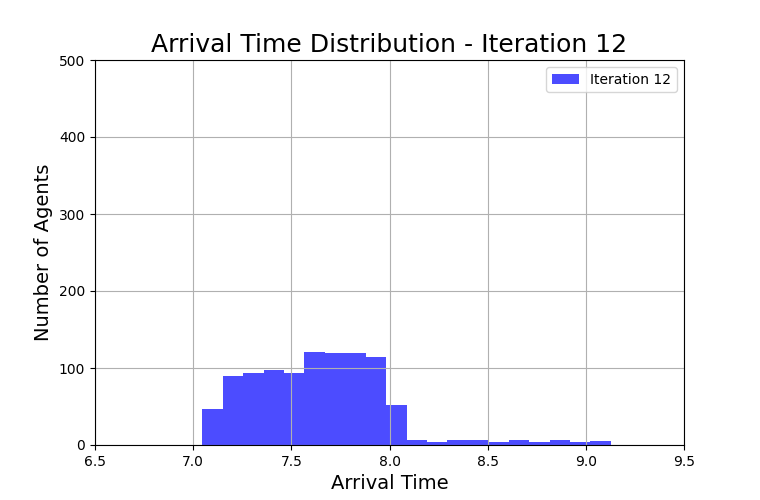 Arrival Time Distribution - Iteration 12
Iteration 12
500
400
300
200
100
0
Number of Agents
6.5 7.0 7.5 8.0 8.5 9.0 9.5
Arrival Time